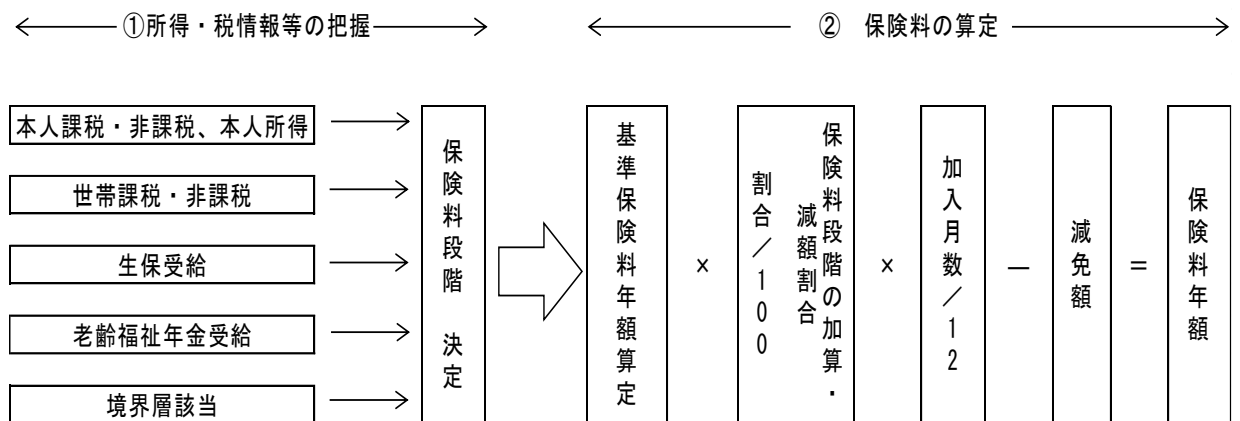 ①所得・税情報等の把握
② 保険料の算定
本人課税・非課税、本人所得
世帯課税・非課税
生保受給
老齢福祉年金受給
境界層該当
保険料段階 決定
基準保険料年額算定
×
保険料段階の加算・
減額割合
割合/100
×
加入月数/12
－
減免額
＝
保険料年額